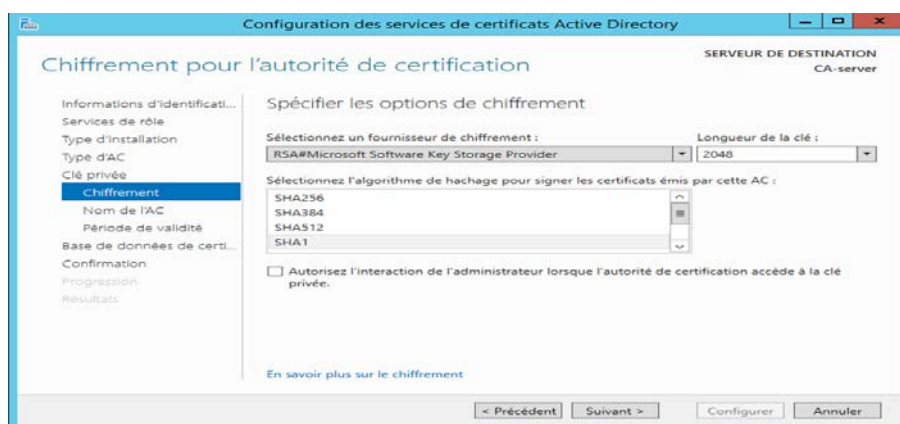 Configuration des services de certificats Active Directory
Chiffrement pour l'autorité de certification
SERVEUR DE DESTINATION
CA-server
Informations d'identificati...
Services de rôle
Type d'installation
Type d'AC
Clé privée
Chiffrement
Nom de l'AC
Période de validité
Base de données de certi...
Confirmation
Progression
Résultats
Spécifier les options de chiffrement
Sélectionnez un fournisseur de chiffrement :
Longueur de la clé :
RSA#Microsoft Software Key Storage Provider
2048
Sélectionnez l'algorithme de hachage pour signer les certificats émis par cette AC :
SHA256
SHA384
SHA512
SHA1
Autorisez l'interaction de l'administrateur lorsque l'autorité de certification accède à la clé
privée.
En savoir plus sur le chiffrement
< Précédent
Suivant >
Configurer
Annuler